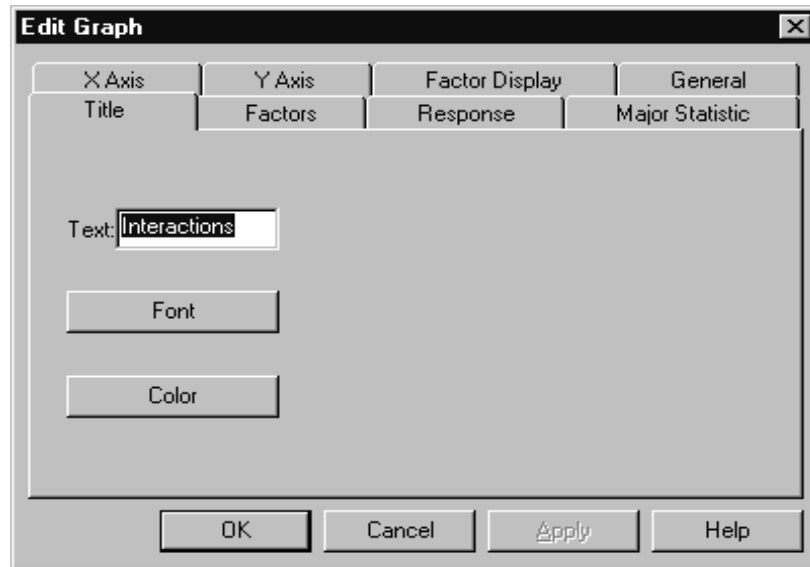 Edit Graph
X Axis Y Axis Factor Display General
Title Factors Response Major Statistic
Text: Interactions
Font
Color
OK Cancel Apply Help